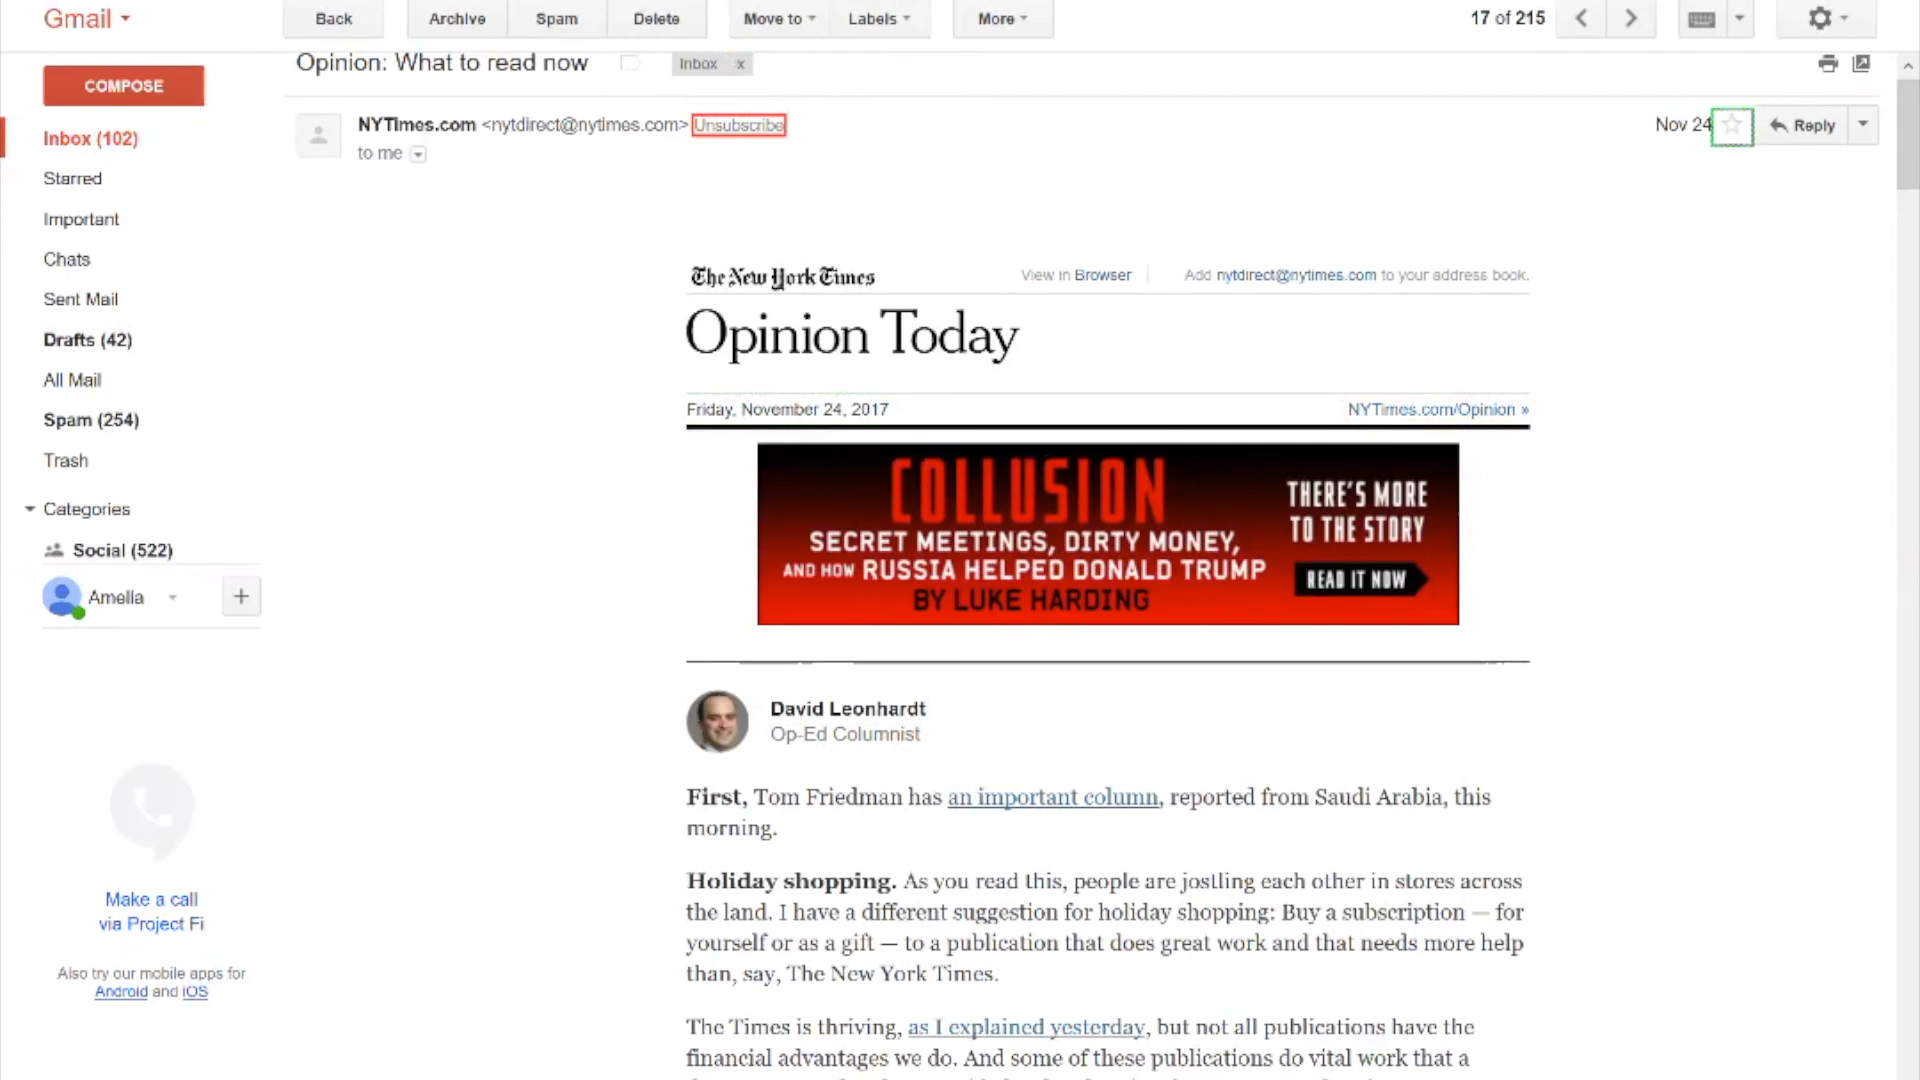 Gmail
Back Archive Spam Delete Move to Labels More 17 of 215
COMPOSE
Inbox (102)
Starred
Important
Chats
Sent Mail
Drafts (42)
All Mail
Spam (254)
Trash
Categories
Social (522)
Amella
+
Make a call
via Project Fi
Also try our mobile apps for
Android and iOS
Opinion: What to read now Inbox x
NYTimes.com <nytdirect@nytimes.com> Unsubscribe Nov 24 Reply
to me
The New York Times View in Browser Add nytdirect@nytimes.com to your address book.
Opinion Today
Friday, November 24, 2017 NYTimes.com/Opinion »
COLLUSION
SECRET MEETINGS, DIRTY MONEY,
AND HOW RUSSIA HELPED DONALD TRUMP
BY LUKE HARDING
THERE'S MORE
TO THE STORY
READ IT NOW
David Leonhardt
Op-Ed Columnist
First, Tom Friedman has an important column, reported from Saudi Arabia, this
morning.
Holiday shopping. As you read this, people are jostling each other in stores across
the land. I have a different suggestion for holiday shopping: Buy a subscription — for
yourself or as a gift — to a publication that does great work and that needs more help
than, say, The New York Times.
The Times is thriving, as I explained yesterday, but not all publications have the
financial advantages we do. And some of these publications do vital work that a